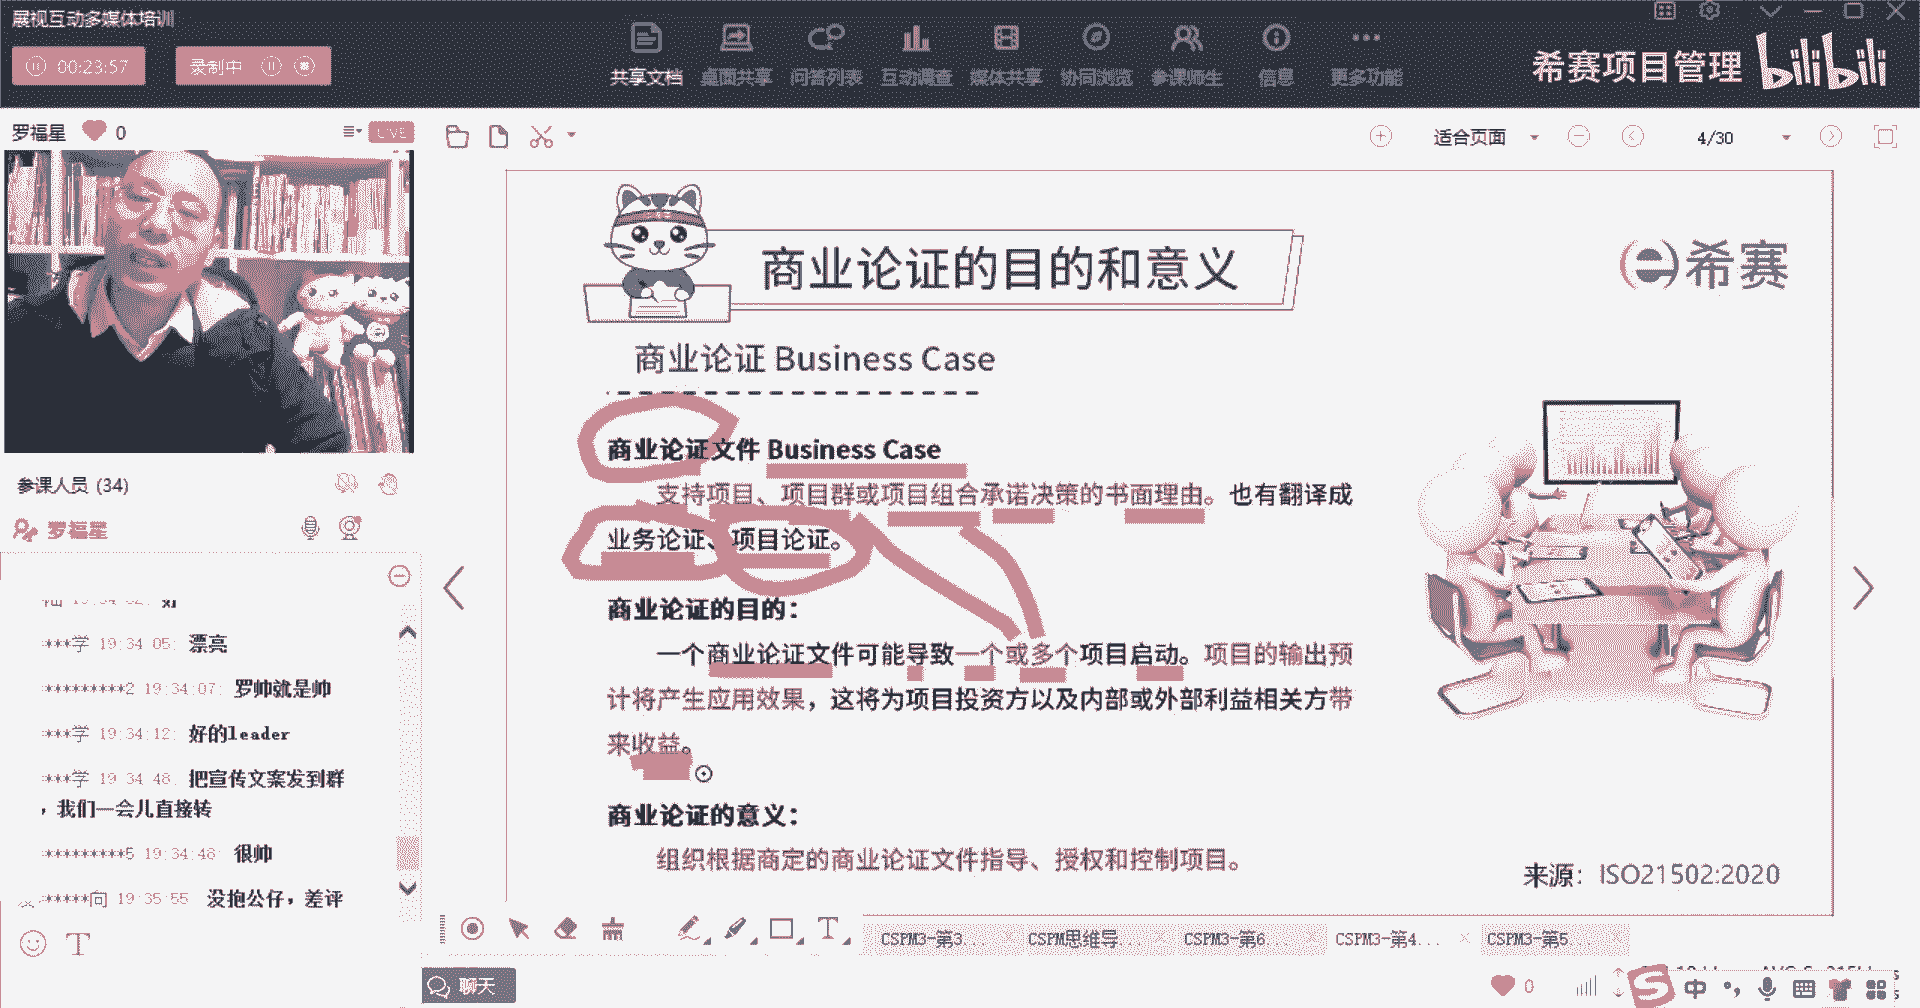 展视互动多媒体培训
00:23:57
录制中
共享文档 桌面共享 问答列表 互动调查 媒体共享 协同浏览 参课师生 信息 更多功能
希赛项目管理 bilibili
罗福星 0
LIVE
适合页面
4/30
商业论证的目的和意义
希赛
商业论证 Business Case
商业论证文件 Business Case
支持项目、项目群或项目组合承诺决策的书面理由。也有翻译成
业务论证、项目论证。
商业论证的目的：
一个商业论证文件可能导致一个或多个项目启动。项目的输出预
计将产生应用效果，这将为项目投资方以及内部或外部利益相关方带
来收益。
商业论证的意义：
组织根据商定的商业论证文件指导、授权和控制项目。
来源：ISO21502:2020
参课人员 (34)
罗福星
***学 19:34:05: 漂亮
*********2 19:34:07: 罗帅就是帅
***学 19:34:12: 好的leader
***学 19:34:48: 把宣传文案发到群
，我们一会儿直接转
*********5 19:34:48: 很帅
*****向 19:35:55 没抱公仔，差评
T
T
CSPM3-第3... CSPM思维导... CSPM3-第6... CSPM3-第4... CSPM3-第5...
聊天
0
S 中